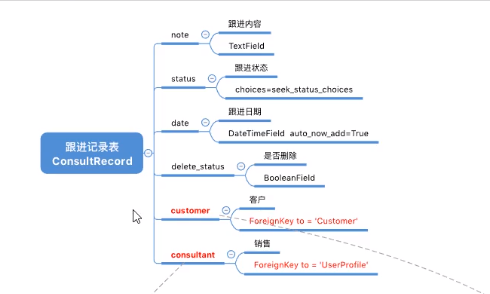 跟进记录表
ConsultRecord
note
跟进内容
TextField
status
跟进状态
choices=seek_status_choices
date
跟进日期
DateTimeField auto_now_add=True
delete_status
是否删除
BooleanField
customer
客户
ForeignKey to = 'Customer'
consultant
销售
ForeignKey to = 'UserProfile'